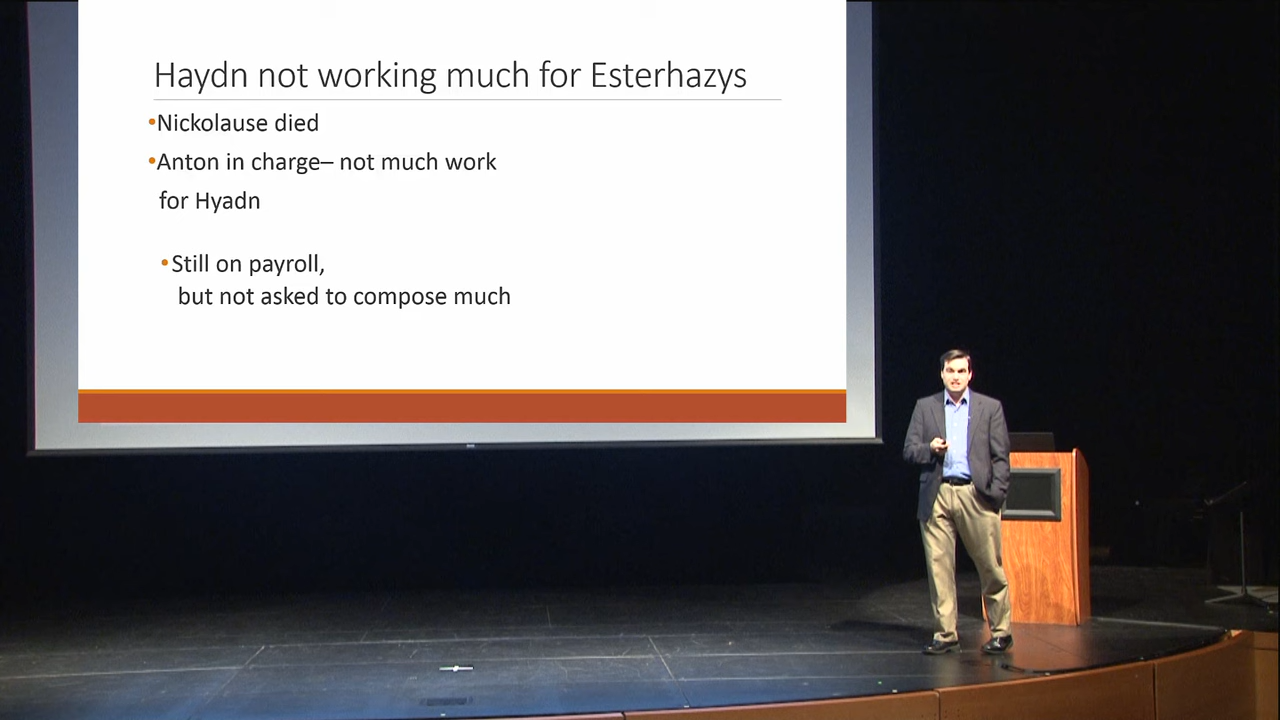 Haydn not working much for Esterhazys
•Nickolause died
•Anton in charge– not much work
for Hyadn
•Still on payroll,
but not asked to compose much